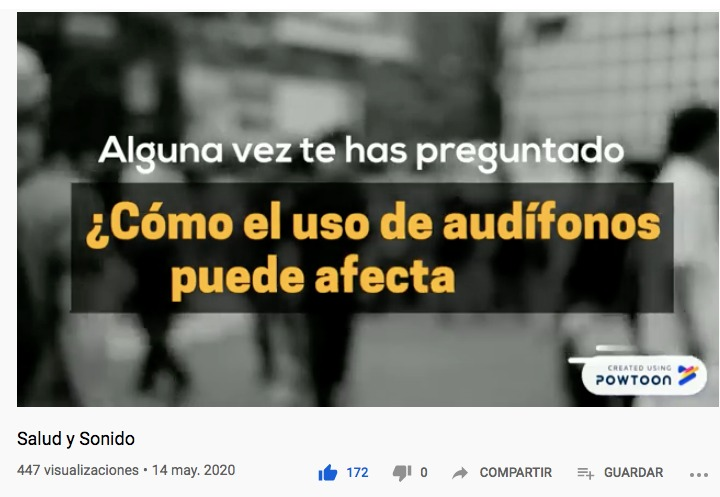 Alguna vez te has preguntado
¿Cómo el uso de audífonos
puede afecta
CREATED USING
POWTOON
Salud y Sonido
447 visualizaciones • 14 may. 2020
172
0
COMPARTIR
GUARDAR